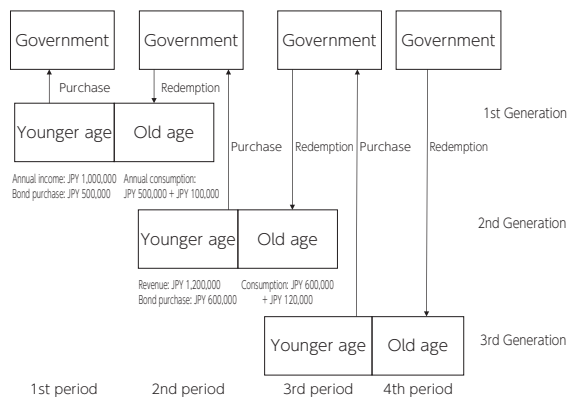 Government Government Government Government
Purchase Redemption
1st Generation
Younger age Old age
Purchase Redemption Purchase Redemption
Annual income: JPY 1,000,000 Annual consumption:
Bond purchase: JPY 500,000 JPY 500,000 + JPY 100,000
2nd Generation
Younger age Old age
Revenue: JPY 1,200,000 Consumption: JPY 600,000
Bond purchase: JPY 600,000 + JPY 120,000
3rd Generation
Younger age Old age
1st period 2nd period 3rd period 4th period